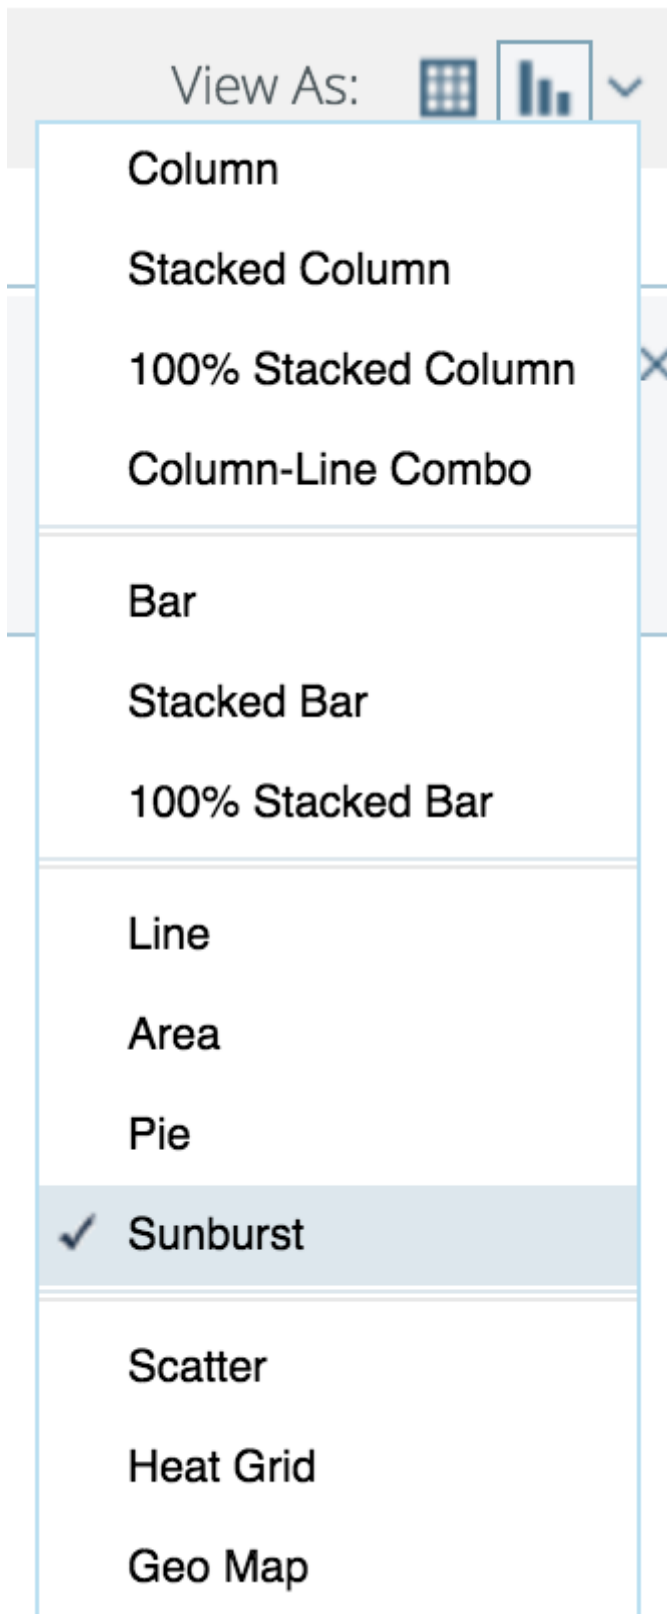 View As:
Column
Stacked Column
100% Stacked Column
Column-Line Combo
Bar
Stacked Bar
100% Stacked Bar
Line
Area
Pie
Sunburst
Scatter
Heat Grid
Geo Map